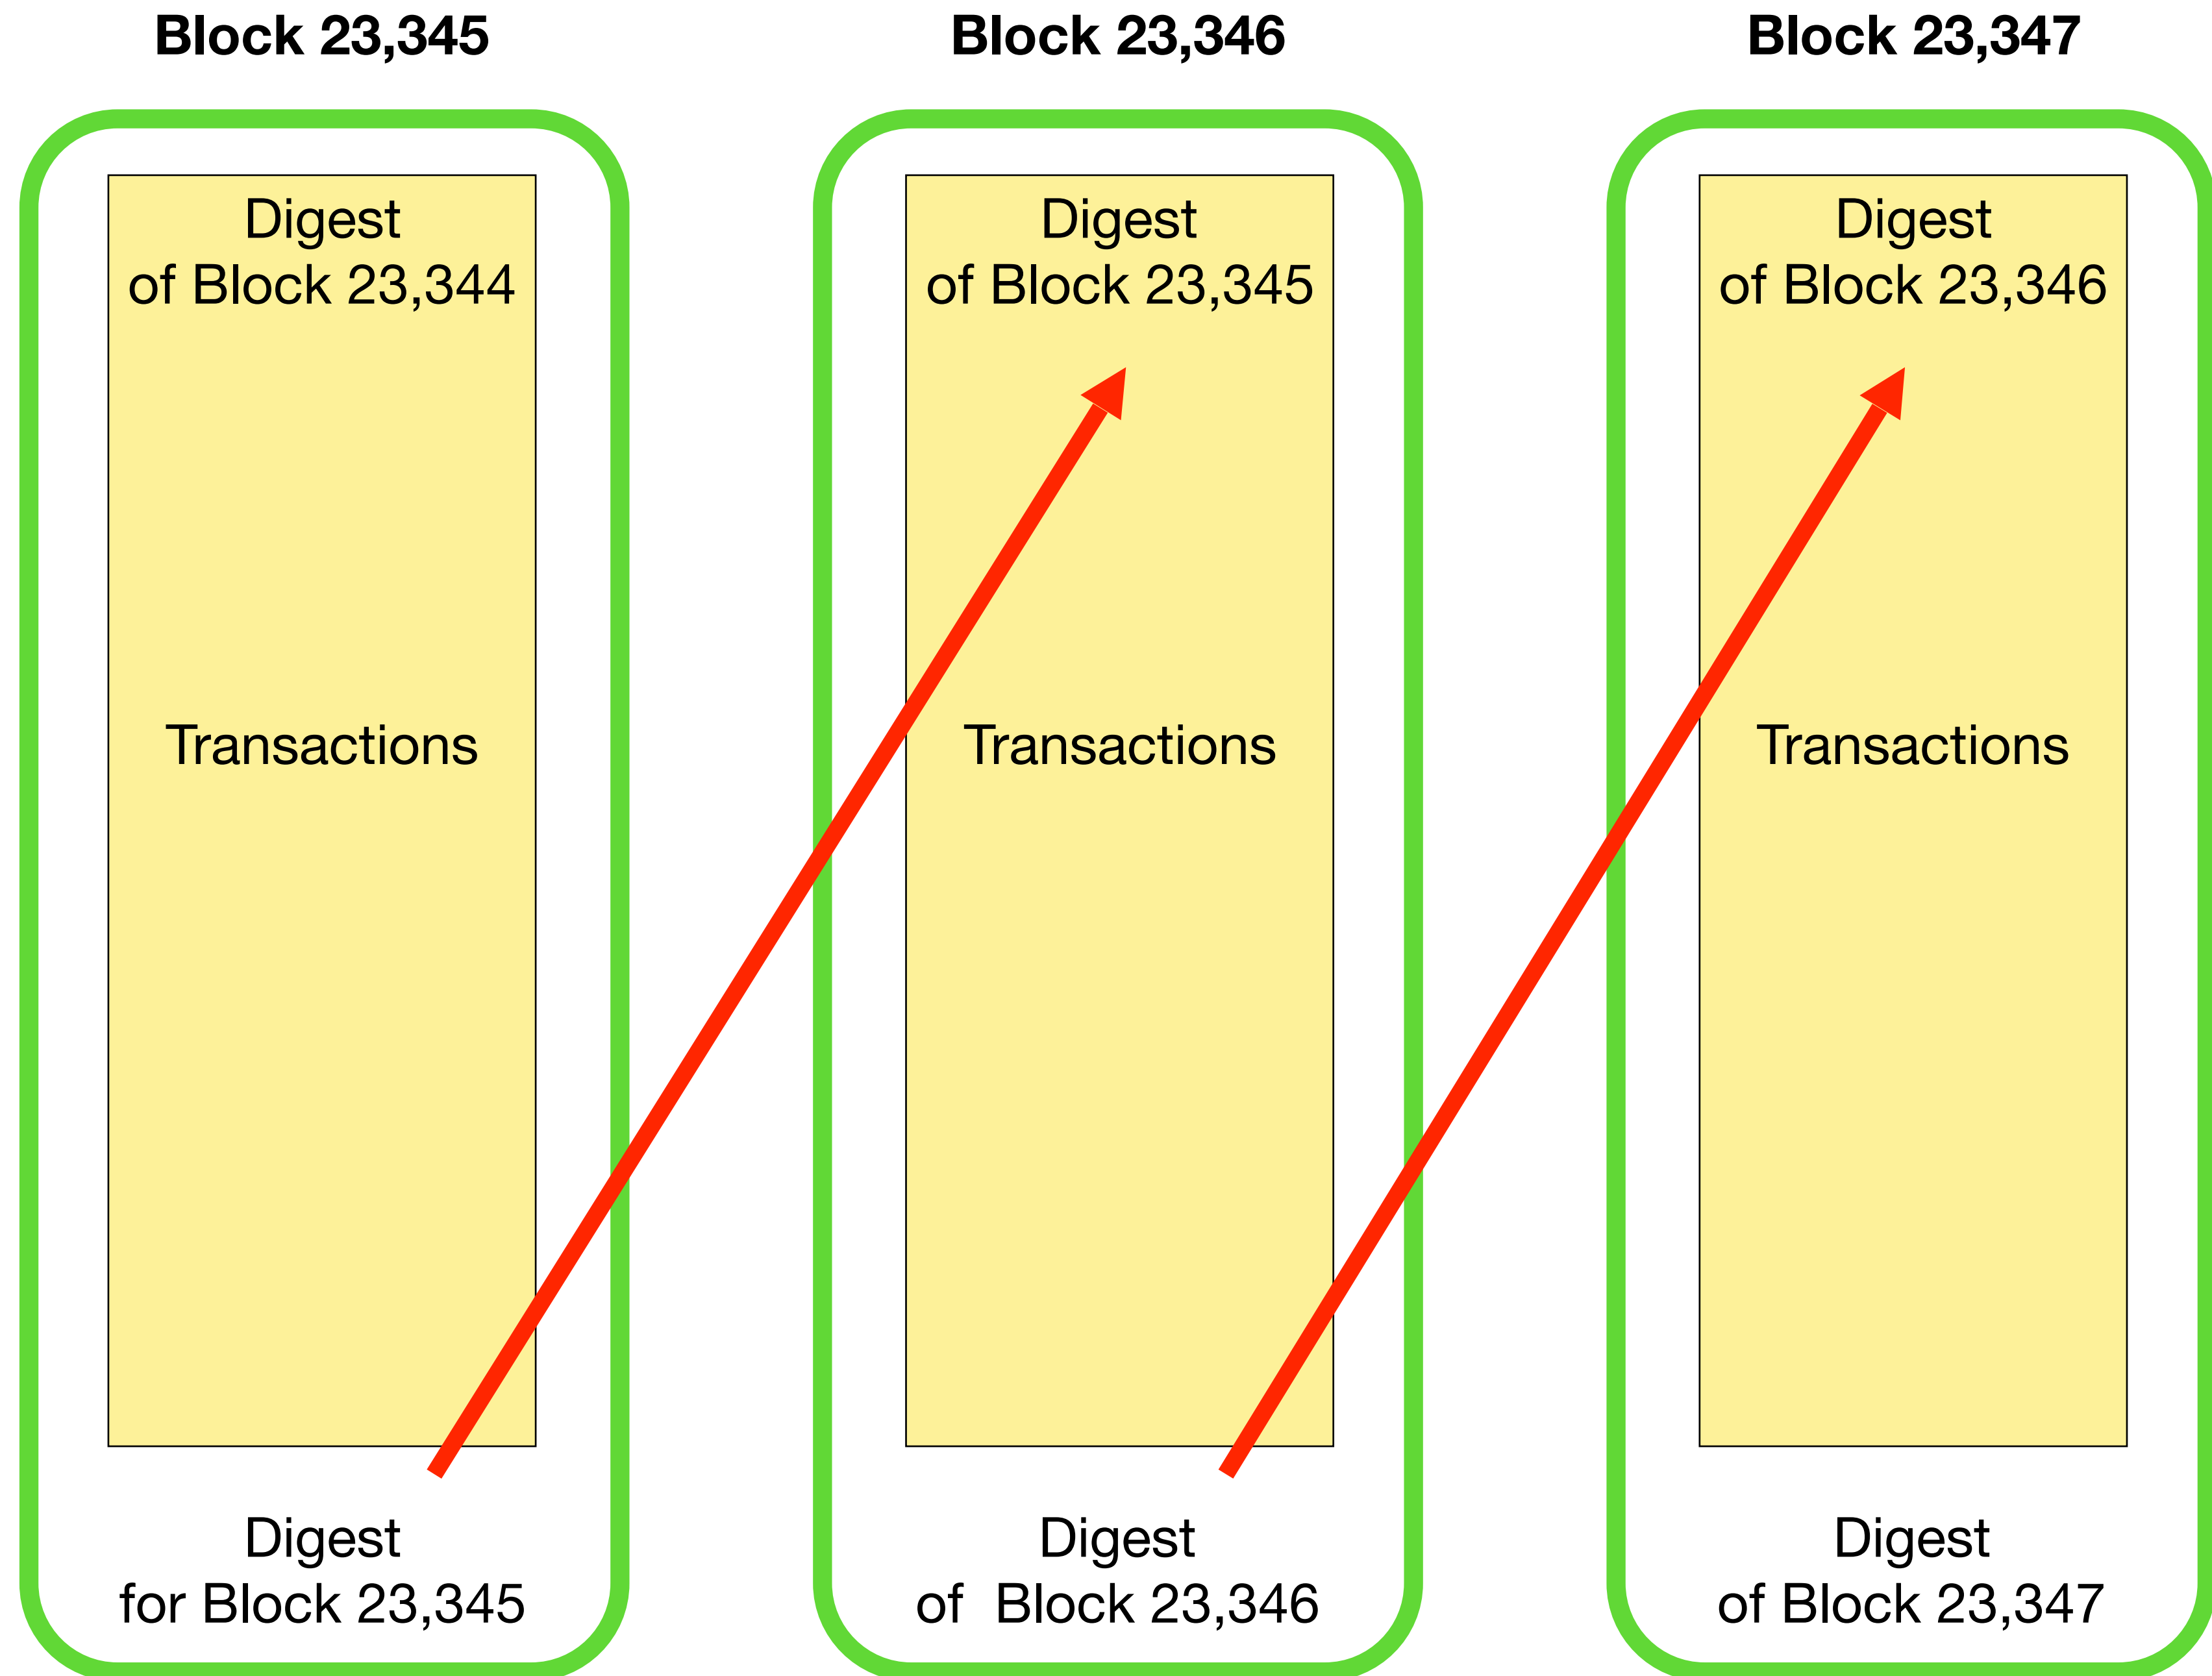 Block 23,345
Digest
of Block 23,344
Transactions
Digest
for Block 23,345
Block 23,346
Digest
of Block 23,345
Transactions
Digest
of  Block 23,346
Block 23,347
Digest
of Block 23,346
Transactions
Digest
of Block 23,347